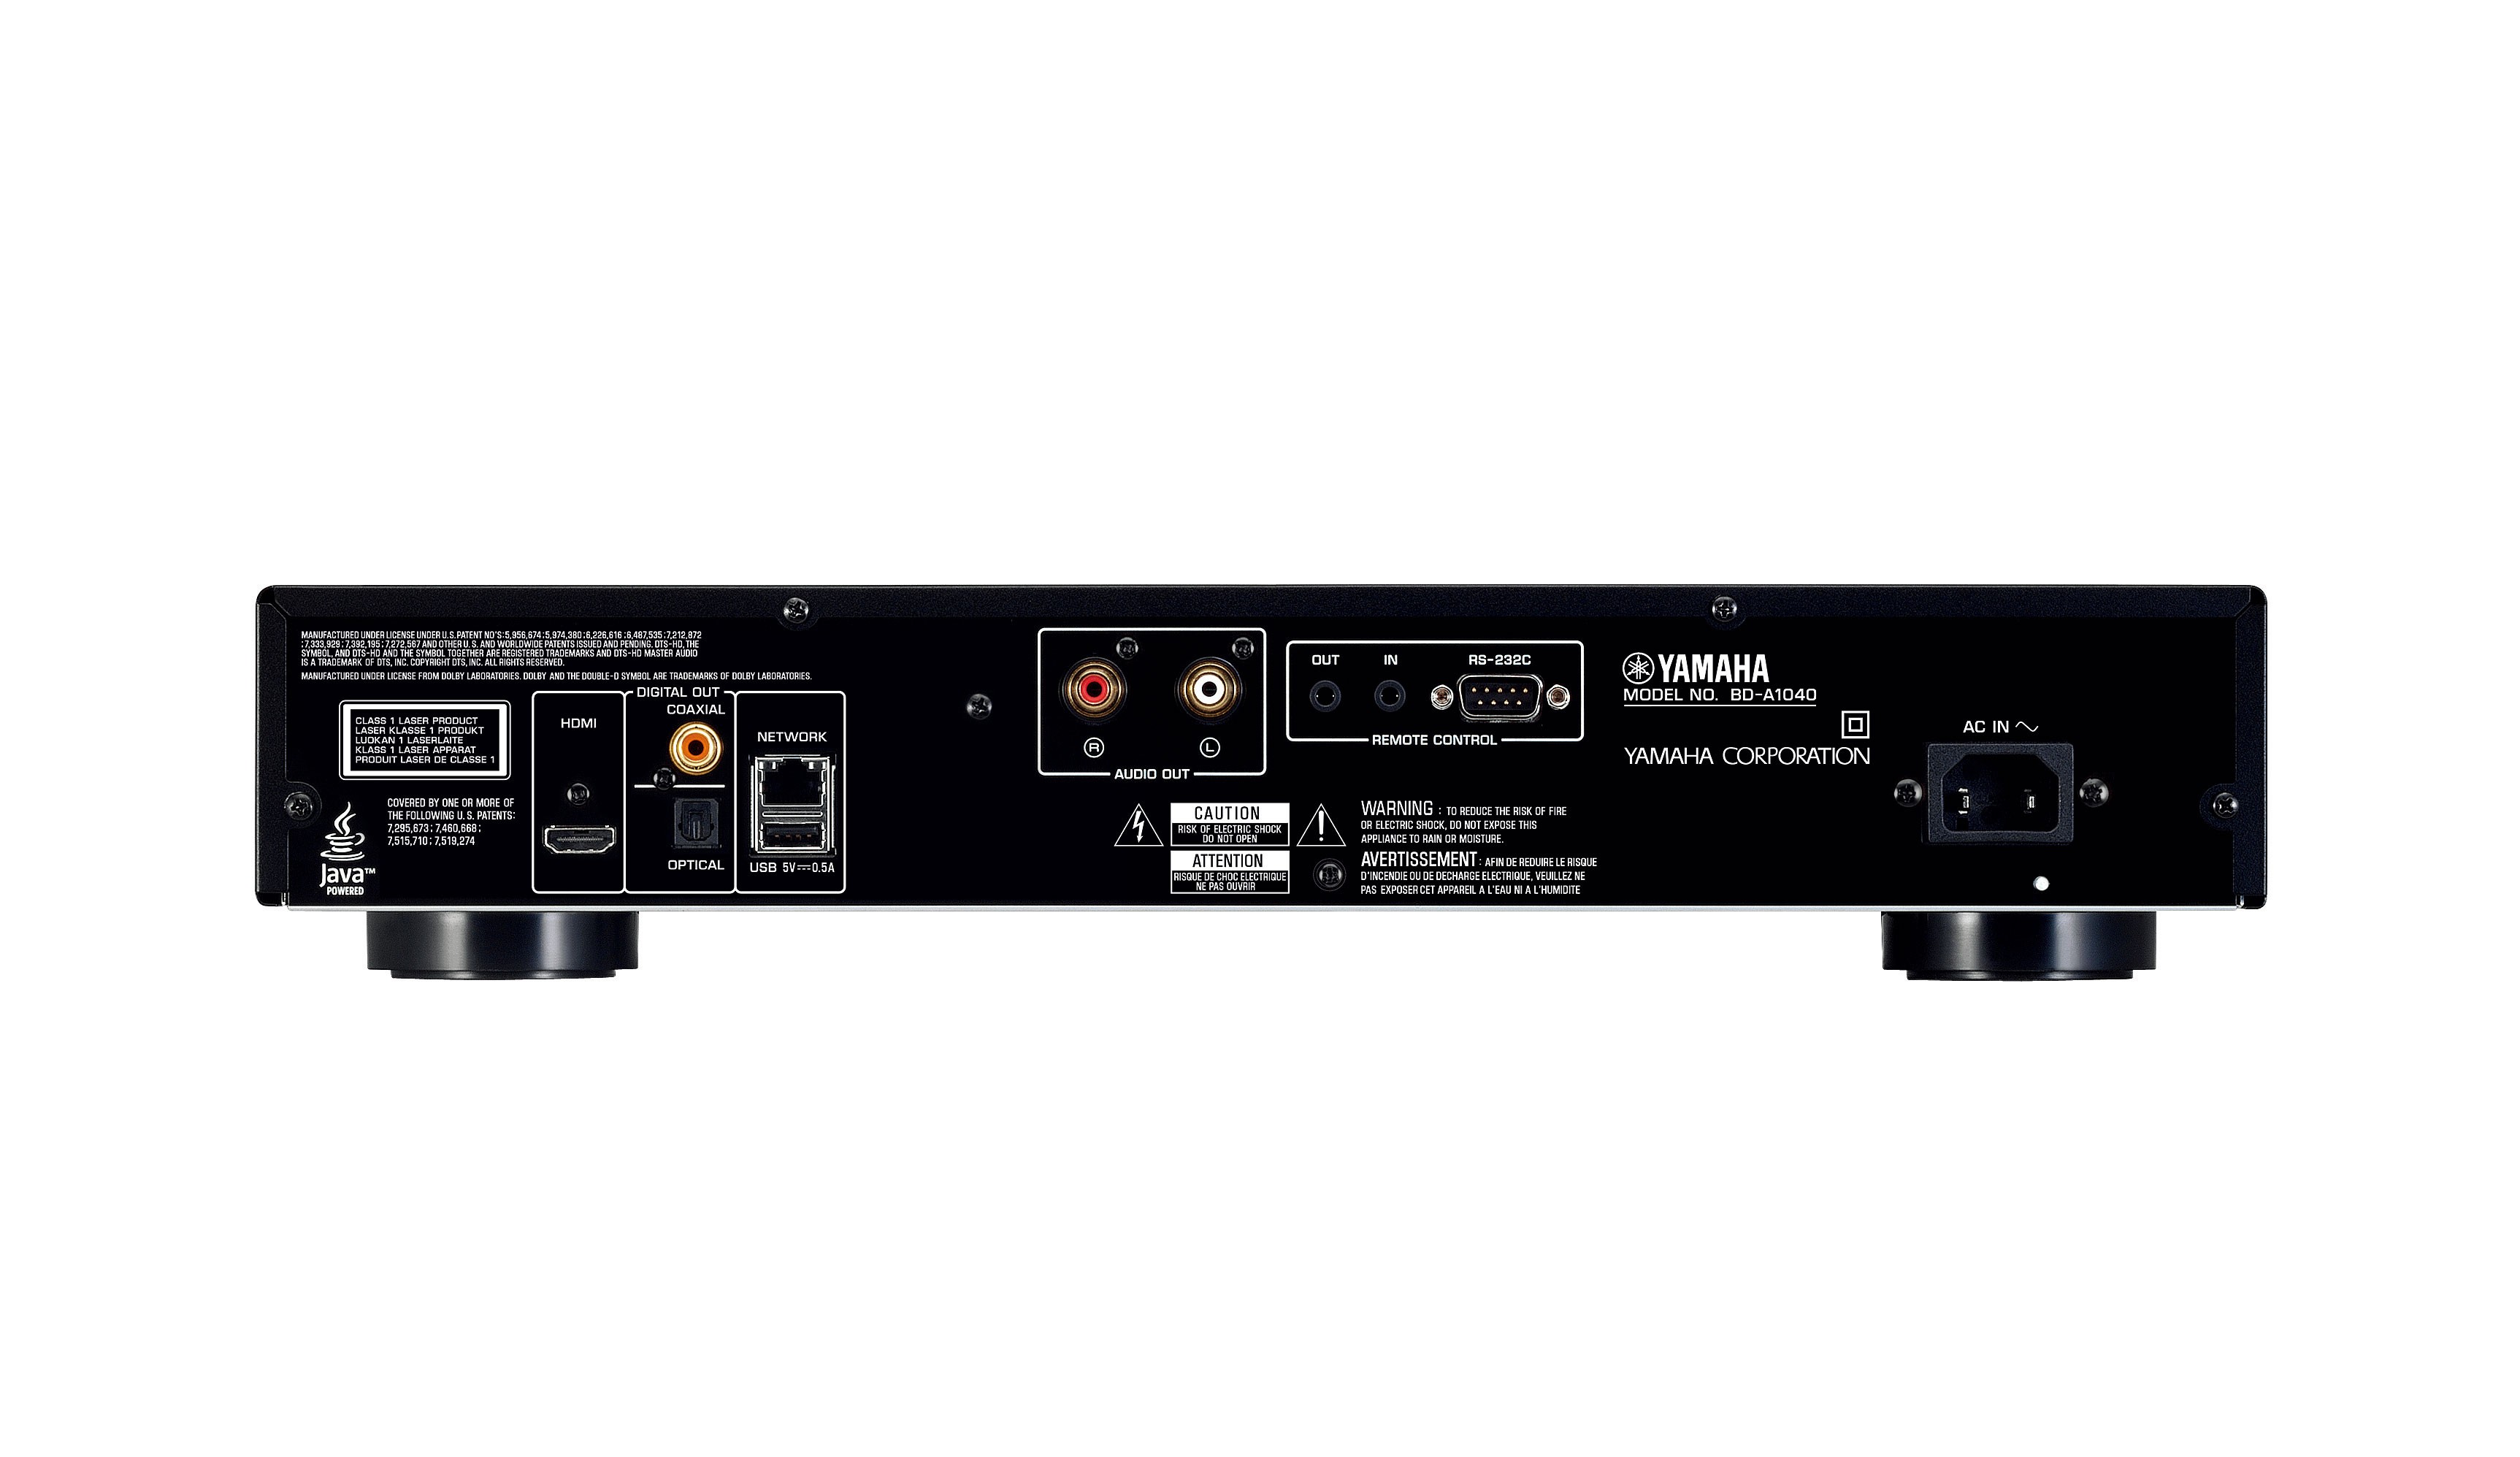 MANUFACTURED UNDER LICENSE UNDER U.S.PATENT NO'S:5,956,674;5,974,380;6,226,616;6,487,535;7,212,872
;7,333,929;7,392,195;7,272,567 AND OTHER U.S. AND WORLDWIDE PATENTS ISSUED AND PENDING. DTS-HD, THE
SYMBOL, AND DTS-HD AND THE SYMBOL TOGETHER ARE REGISTERED TRADEMARKS AND DTS-HD MASTER AUDIO
IS A TRADEMARK OF DTS, INC. COPYRIGHT DTS, INC. ALL RIGHTS RESERVED.
MANUFACTURED UNDER LICENSE FROM DOLBY LABORATORIES. DOLBY AND THE DOUBLE-D SYMBOL ARE TRADEMARKS OF DOLBY LABORATORIES.
CLASS 1 LASER PRODUCT
LASER KLASSE 1 PRODUKT
LUOKAN 1 LASERLAITE
KLASS 1 LASER APPARAT
PRODUIT LASER DE CLASSE 1
Java™
POWERED
COVERED BY ONE OR MORE OF
THE FOLLOWING U.S. PATENTS:
7,295,673; 7,460,668;
7,515,710; 7,519,274
HDMI
DIGITAL OUT
COAXIAL
OPTICAL
NETWORK
USB 5V⎓0.5A
R
L
AUDIO OUT
OUT IN RS-232C
REMOTE CONTROL
CAUTION
RISK OF ELECTRIC SHOCK
DO NOT OPEN
ATTENTION
RISQUE DE CHOC ELECTRIQUE
NE PAS OUVRIR
WARNING : TO REDUCE THE RISK OF FIRE
OR ELECTRIC SHOCK, DO NOT EXPOSE THIS
APPLIANCE TO RAIN OR MOISTURE.
AVERTISSEMENT : AFIN DE REDUIRE LE RISQUE
D'INCENDIE OU DE DECHARGE ELECTRIQUE, VEUILLEZ NE
PAS EXPOSER CET APPAREIL A L'EAU NI A L'HUMIDITE
YAMAHA
MODEL NO. BD-A1040
YAMAHA CORPORATION
AC IN ~